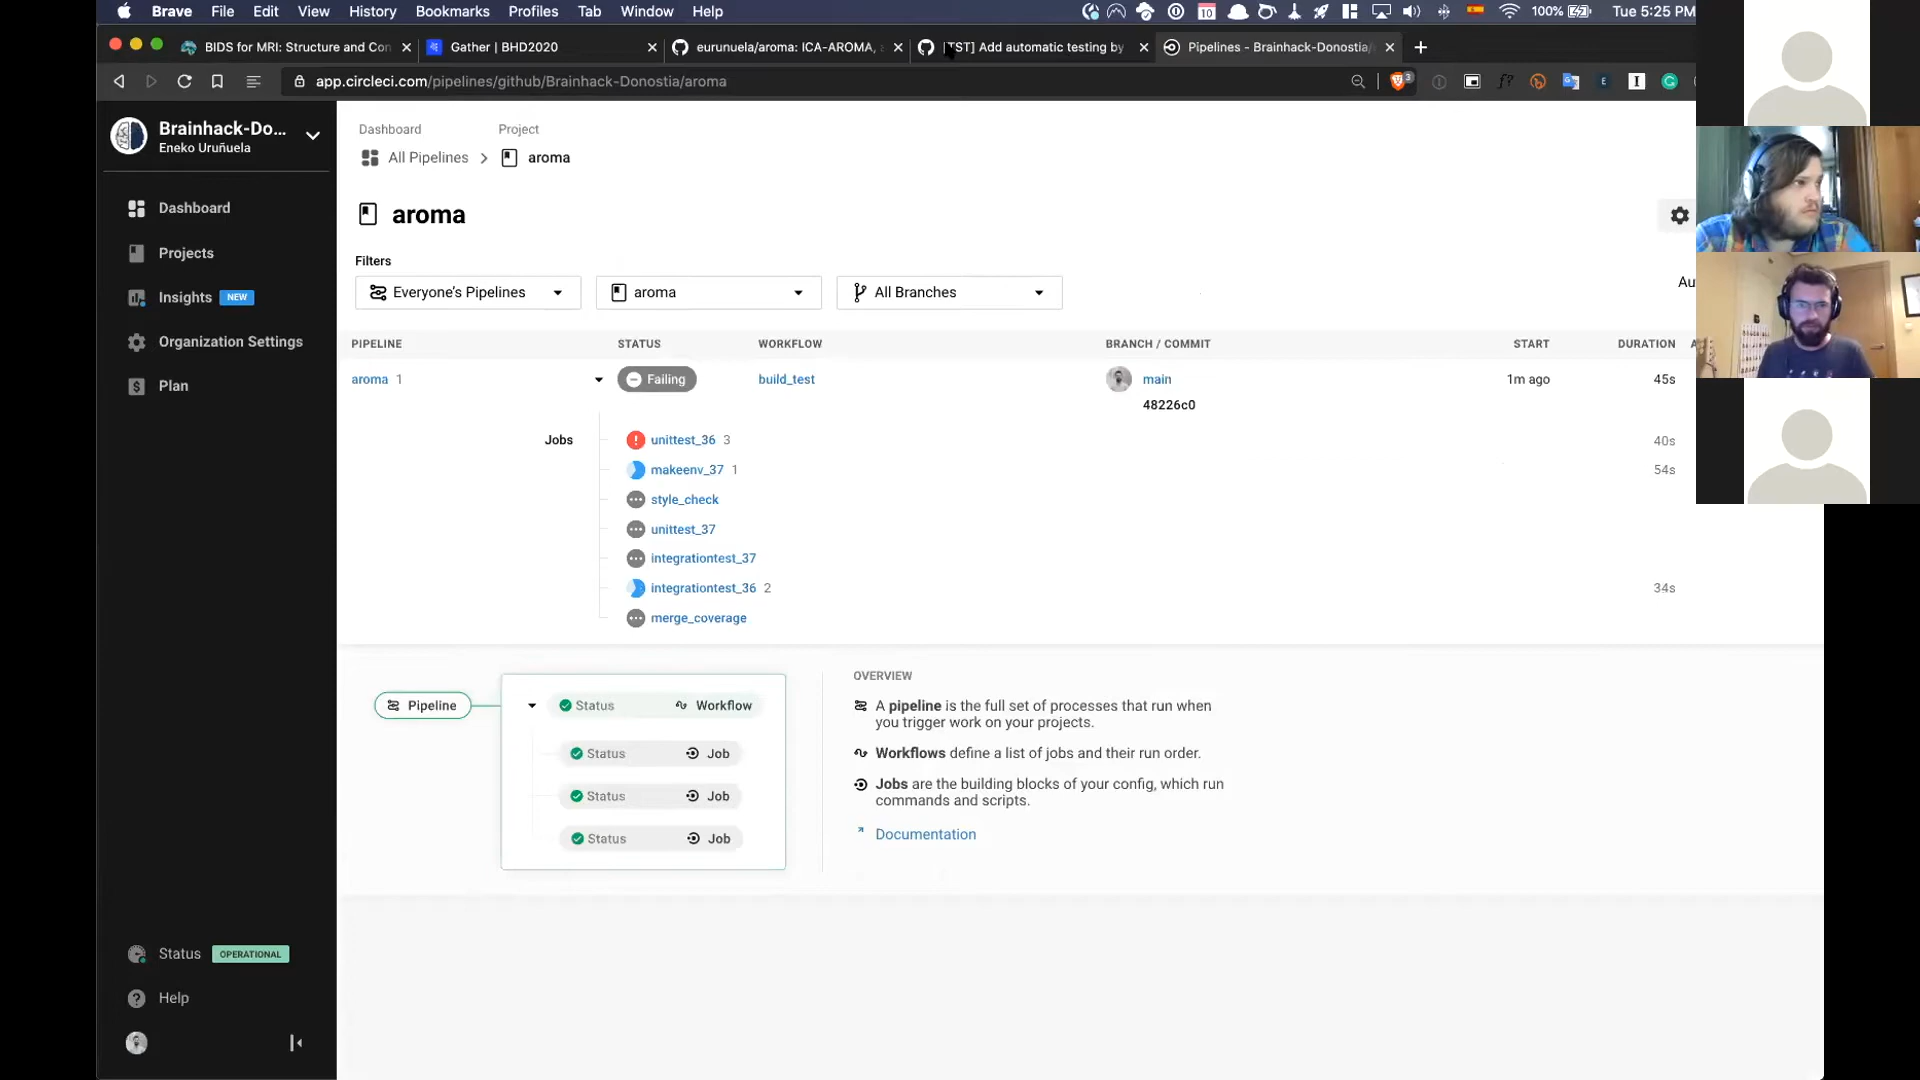 Brave File Edit View History Bookmarks Profiles Tab Window Help 10 100% Tue 5:25 PM
BIDS for MRI: Structure and Con Gather | BHD2020 eurunuela/aroma: ICA-AROMA, [TST] Add automatic testing by Pipelines - Brainhack-Donostia/
app.circleci.com/pipelines/github/Brainhack-Donostia/aroma 3
Brainhack-Do...
Eneko Uruñuela
Dashboard
Projects
Insights NEW
Organization Settings
Plan
Status OPERATIONAL
Help
Dashboard Project
All Pipelines aroma
aroma
Filters
Everyone's Pipelines aroma All Branches
Au
PIPELINE STATUS WORKFLOW BRANCH / COMMIT START DURATION A
aroma 1 Failing build_test main 1m ago 45s
48226c0
Jobs unittest_36 3 40s
makeenv_37 1 54s
style_check
unittest_37
integrationtest_37
integrationtest_36 2 34s
merge_coverage
Pipeline
Status Workflow
Status Job
Status Job
Status Job
OVERVIEW
A pipeline is the full set of processes that run when
you trigger work on your projects.
Workflows define a list of jobs and their run order.
Jobs are the building blocks of your config, which run
commands and scripts.
Documentation